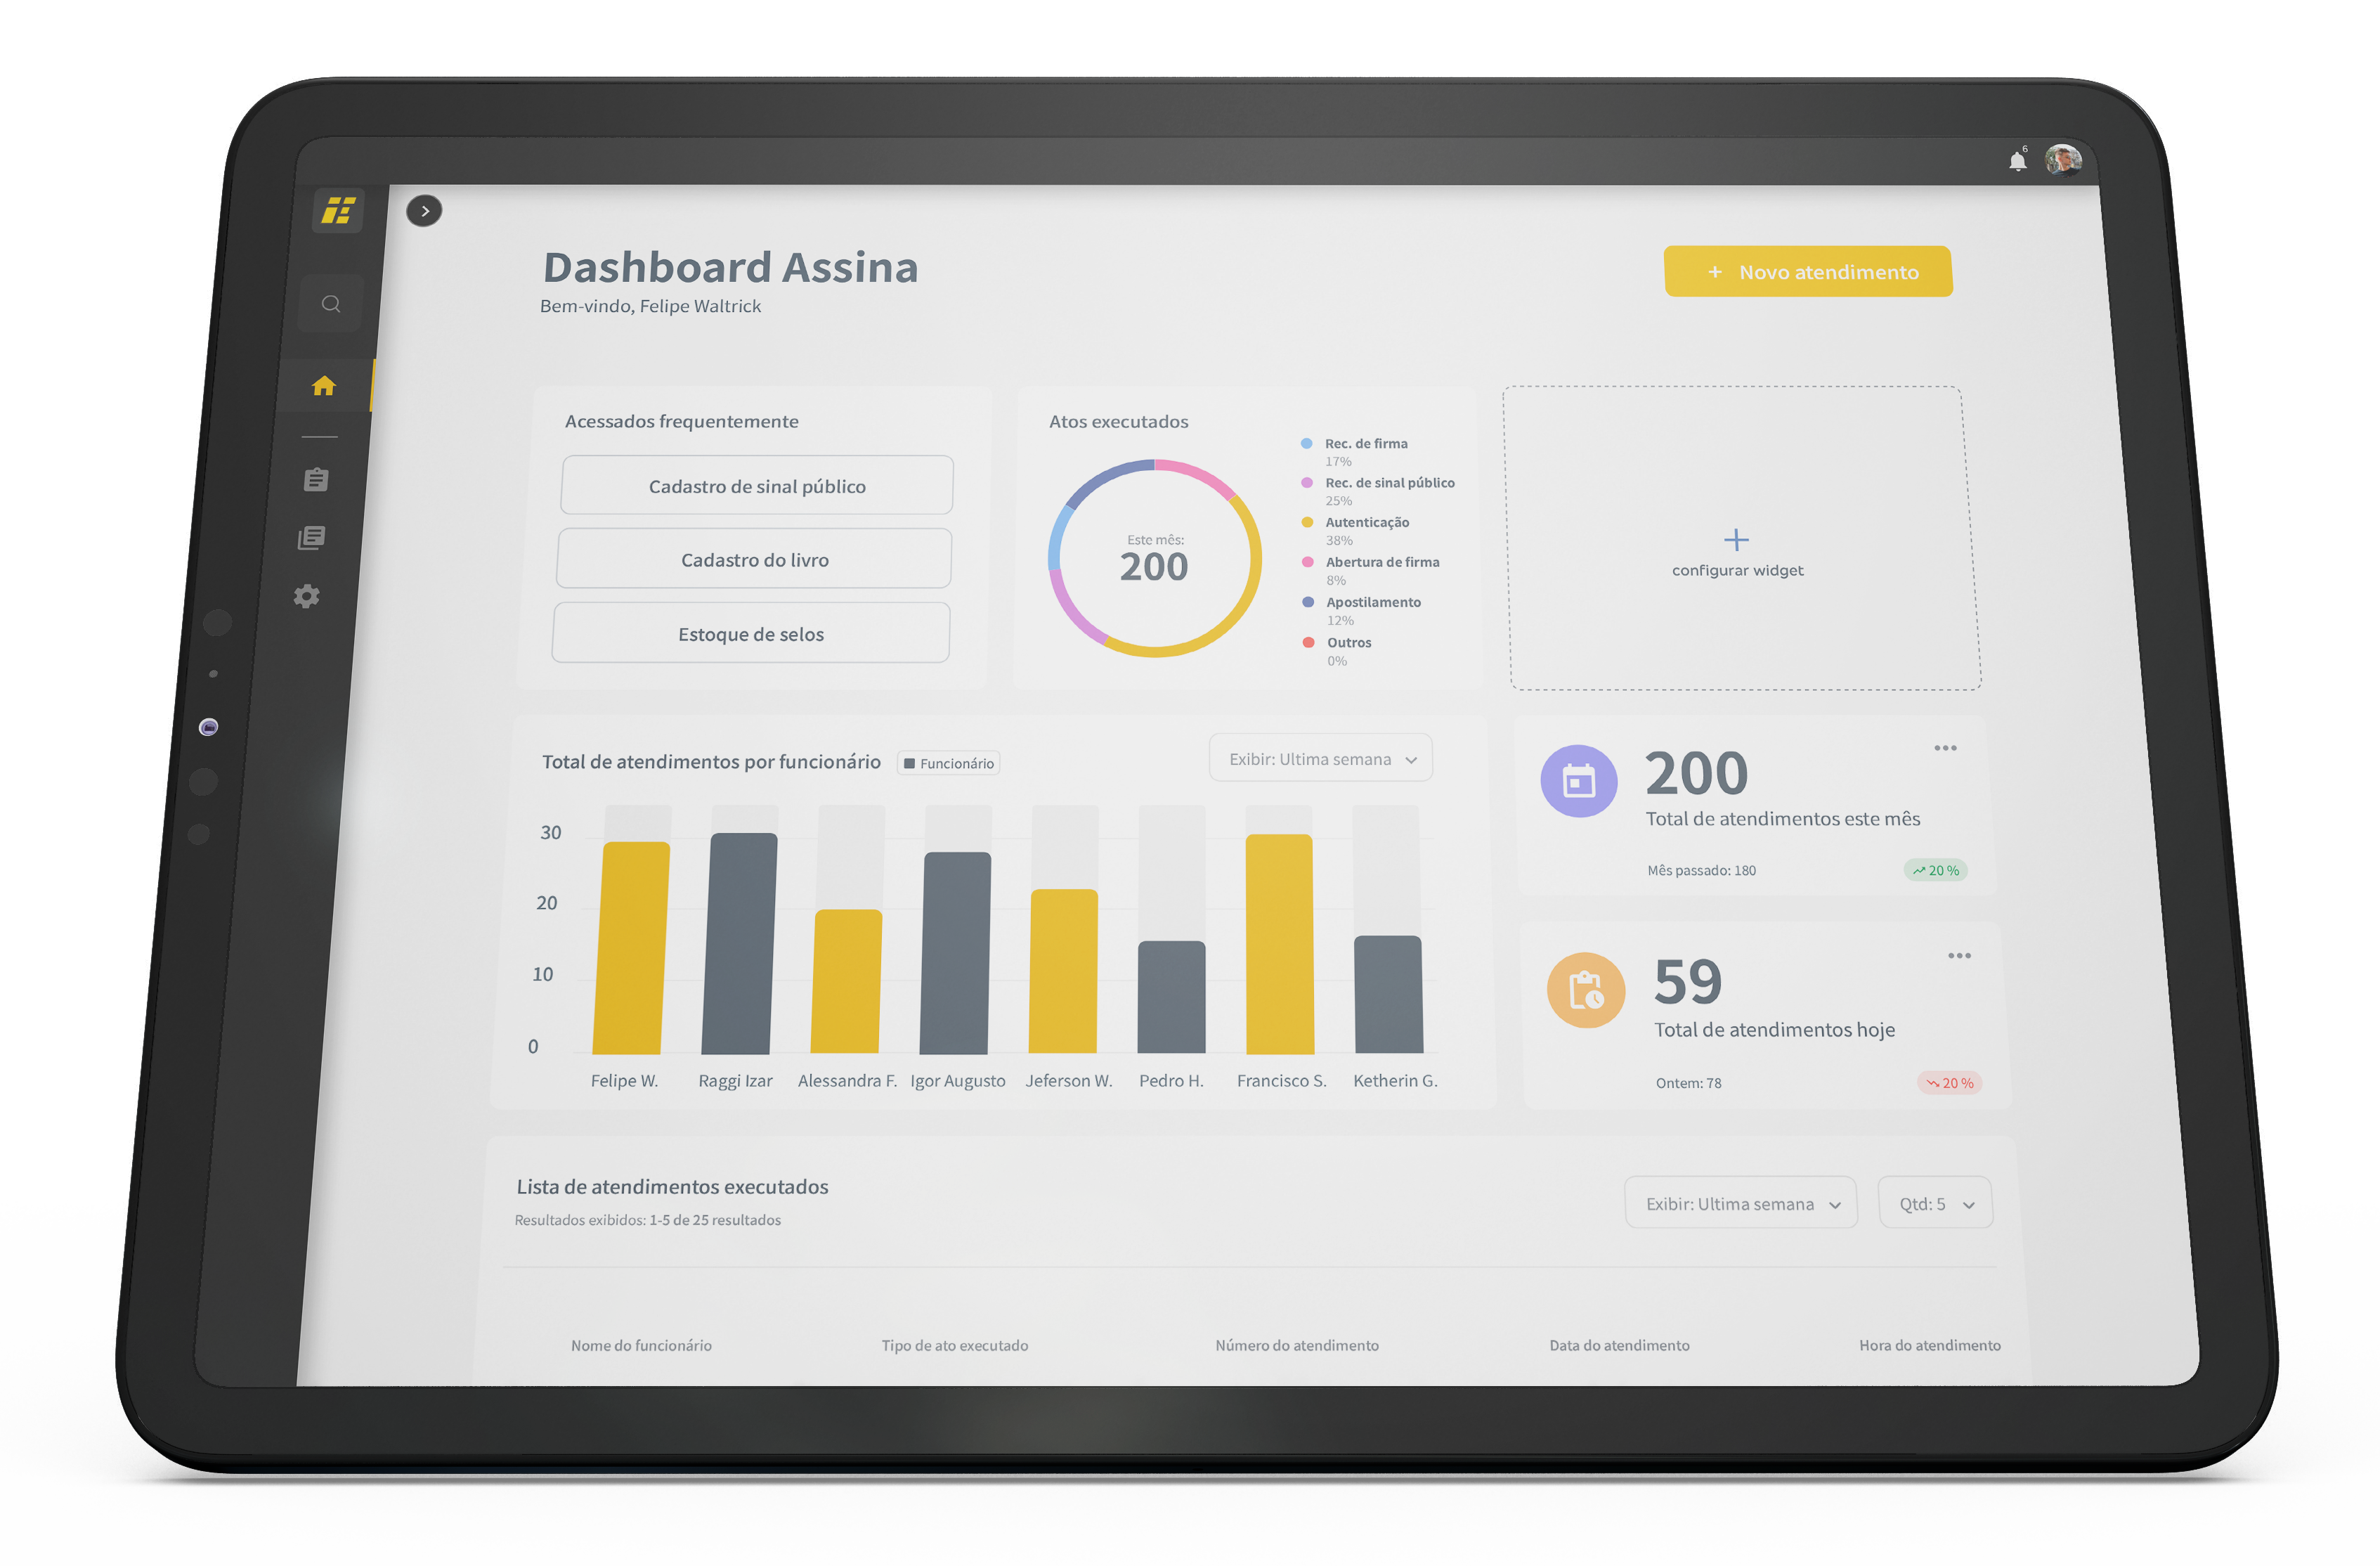 6
Dashboard Assina
Bem-vindo, Felipe Waltrick
+ Novo atendimento
Acessados frequentemente
Cadastro de sinal público
Cadastro do livro
Estoque de selos
Atos executados
Este mês:
200
Rec. de firma
17%
Rec. de sinal público
25%
Autenticação
38%
Abertura de firma
8%
Apostilamento
12%
Outros
0%
+
configurar widget
Total de atendimentos por funcionário
Funcionário
Exibir: Ultima semana
30
20
10
0
Felipe W.
Raggi Izar
Alessandra F.
Igor Augusto
Jeferson W.
Pedro H.
Francisco S.
Ketherin G.
200
Total de atendimentos este mês
Mês passado: 180
20 %
59
Total de atendimentos hoje
Ontem: 78
20 %
Lista de atendimentos executados
Resultados exibidos: 1-5 de 25 resultados
Exibir: Ultima semana
Qtd: 5
Nome do funcionário
Tipo de ato executado
Número do atendimento
Data do atendimento
Hora do atendimento